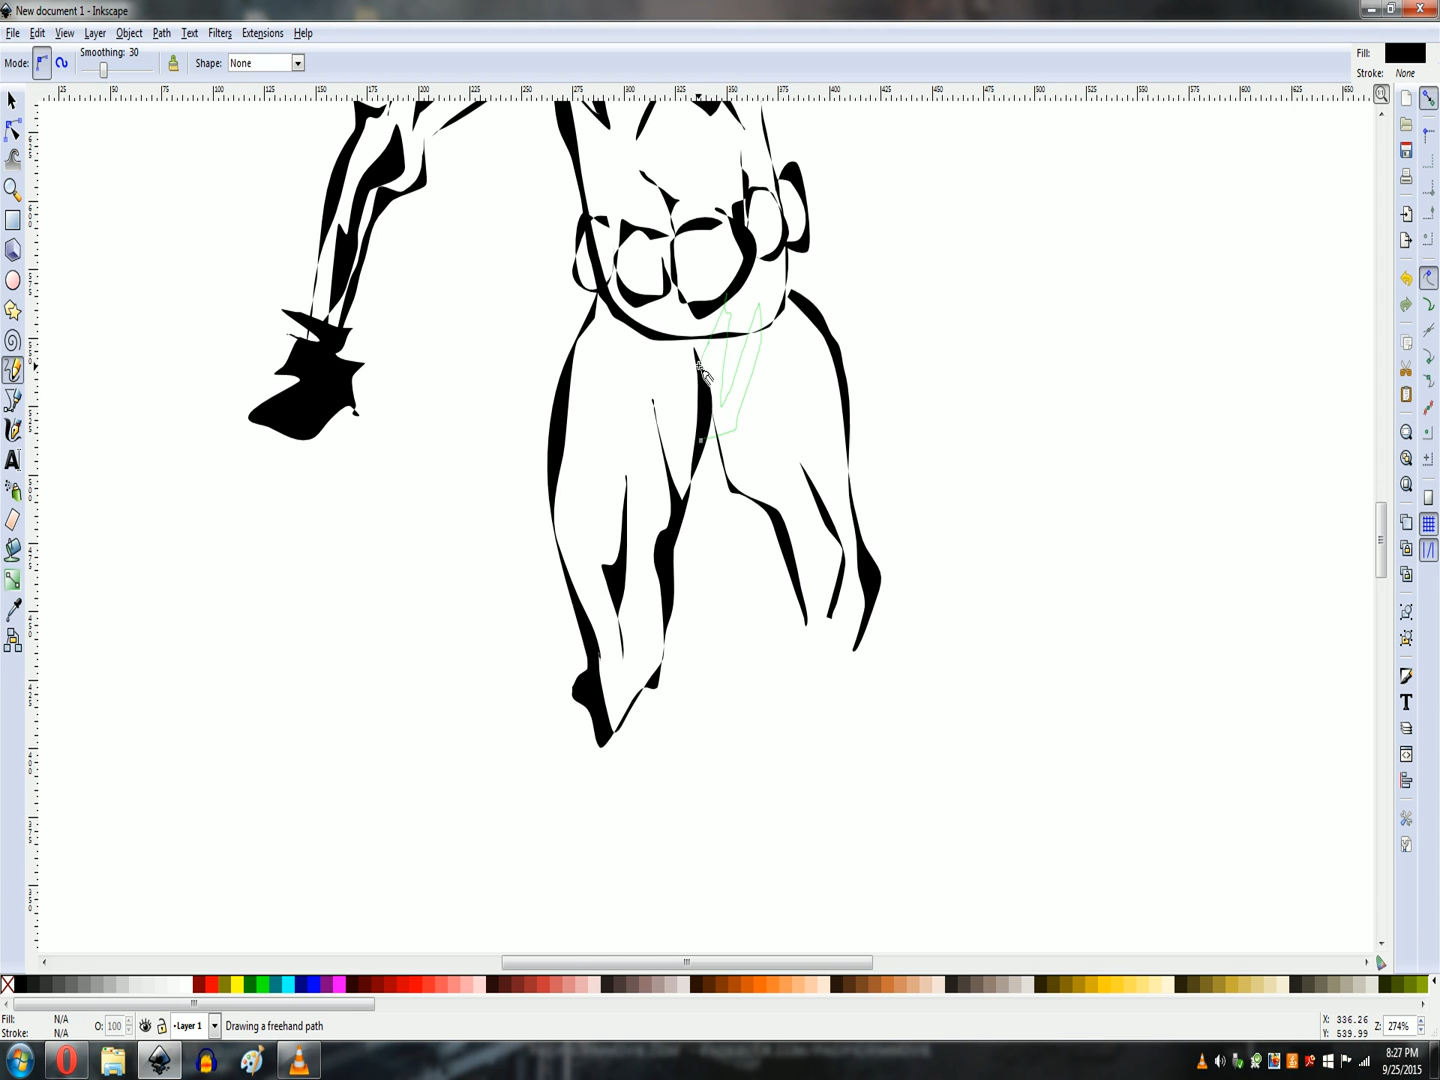 New document 1 - Inkscape
File Edit View Layer Object Path Text Filters Extensions Help
Mode: Smoothing: 30 Shape: None Fill:
Stroke: None
Fill: N/A O: 100 •Layer 1 Drawing a freehand path X: 336.26 Z: 274%
Stroke: N/A Y: 539.99
8:27 PM
9/25/2015